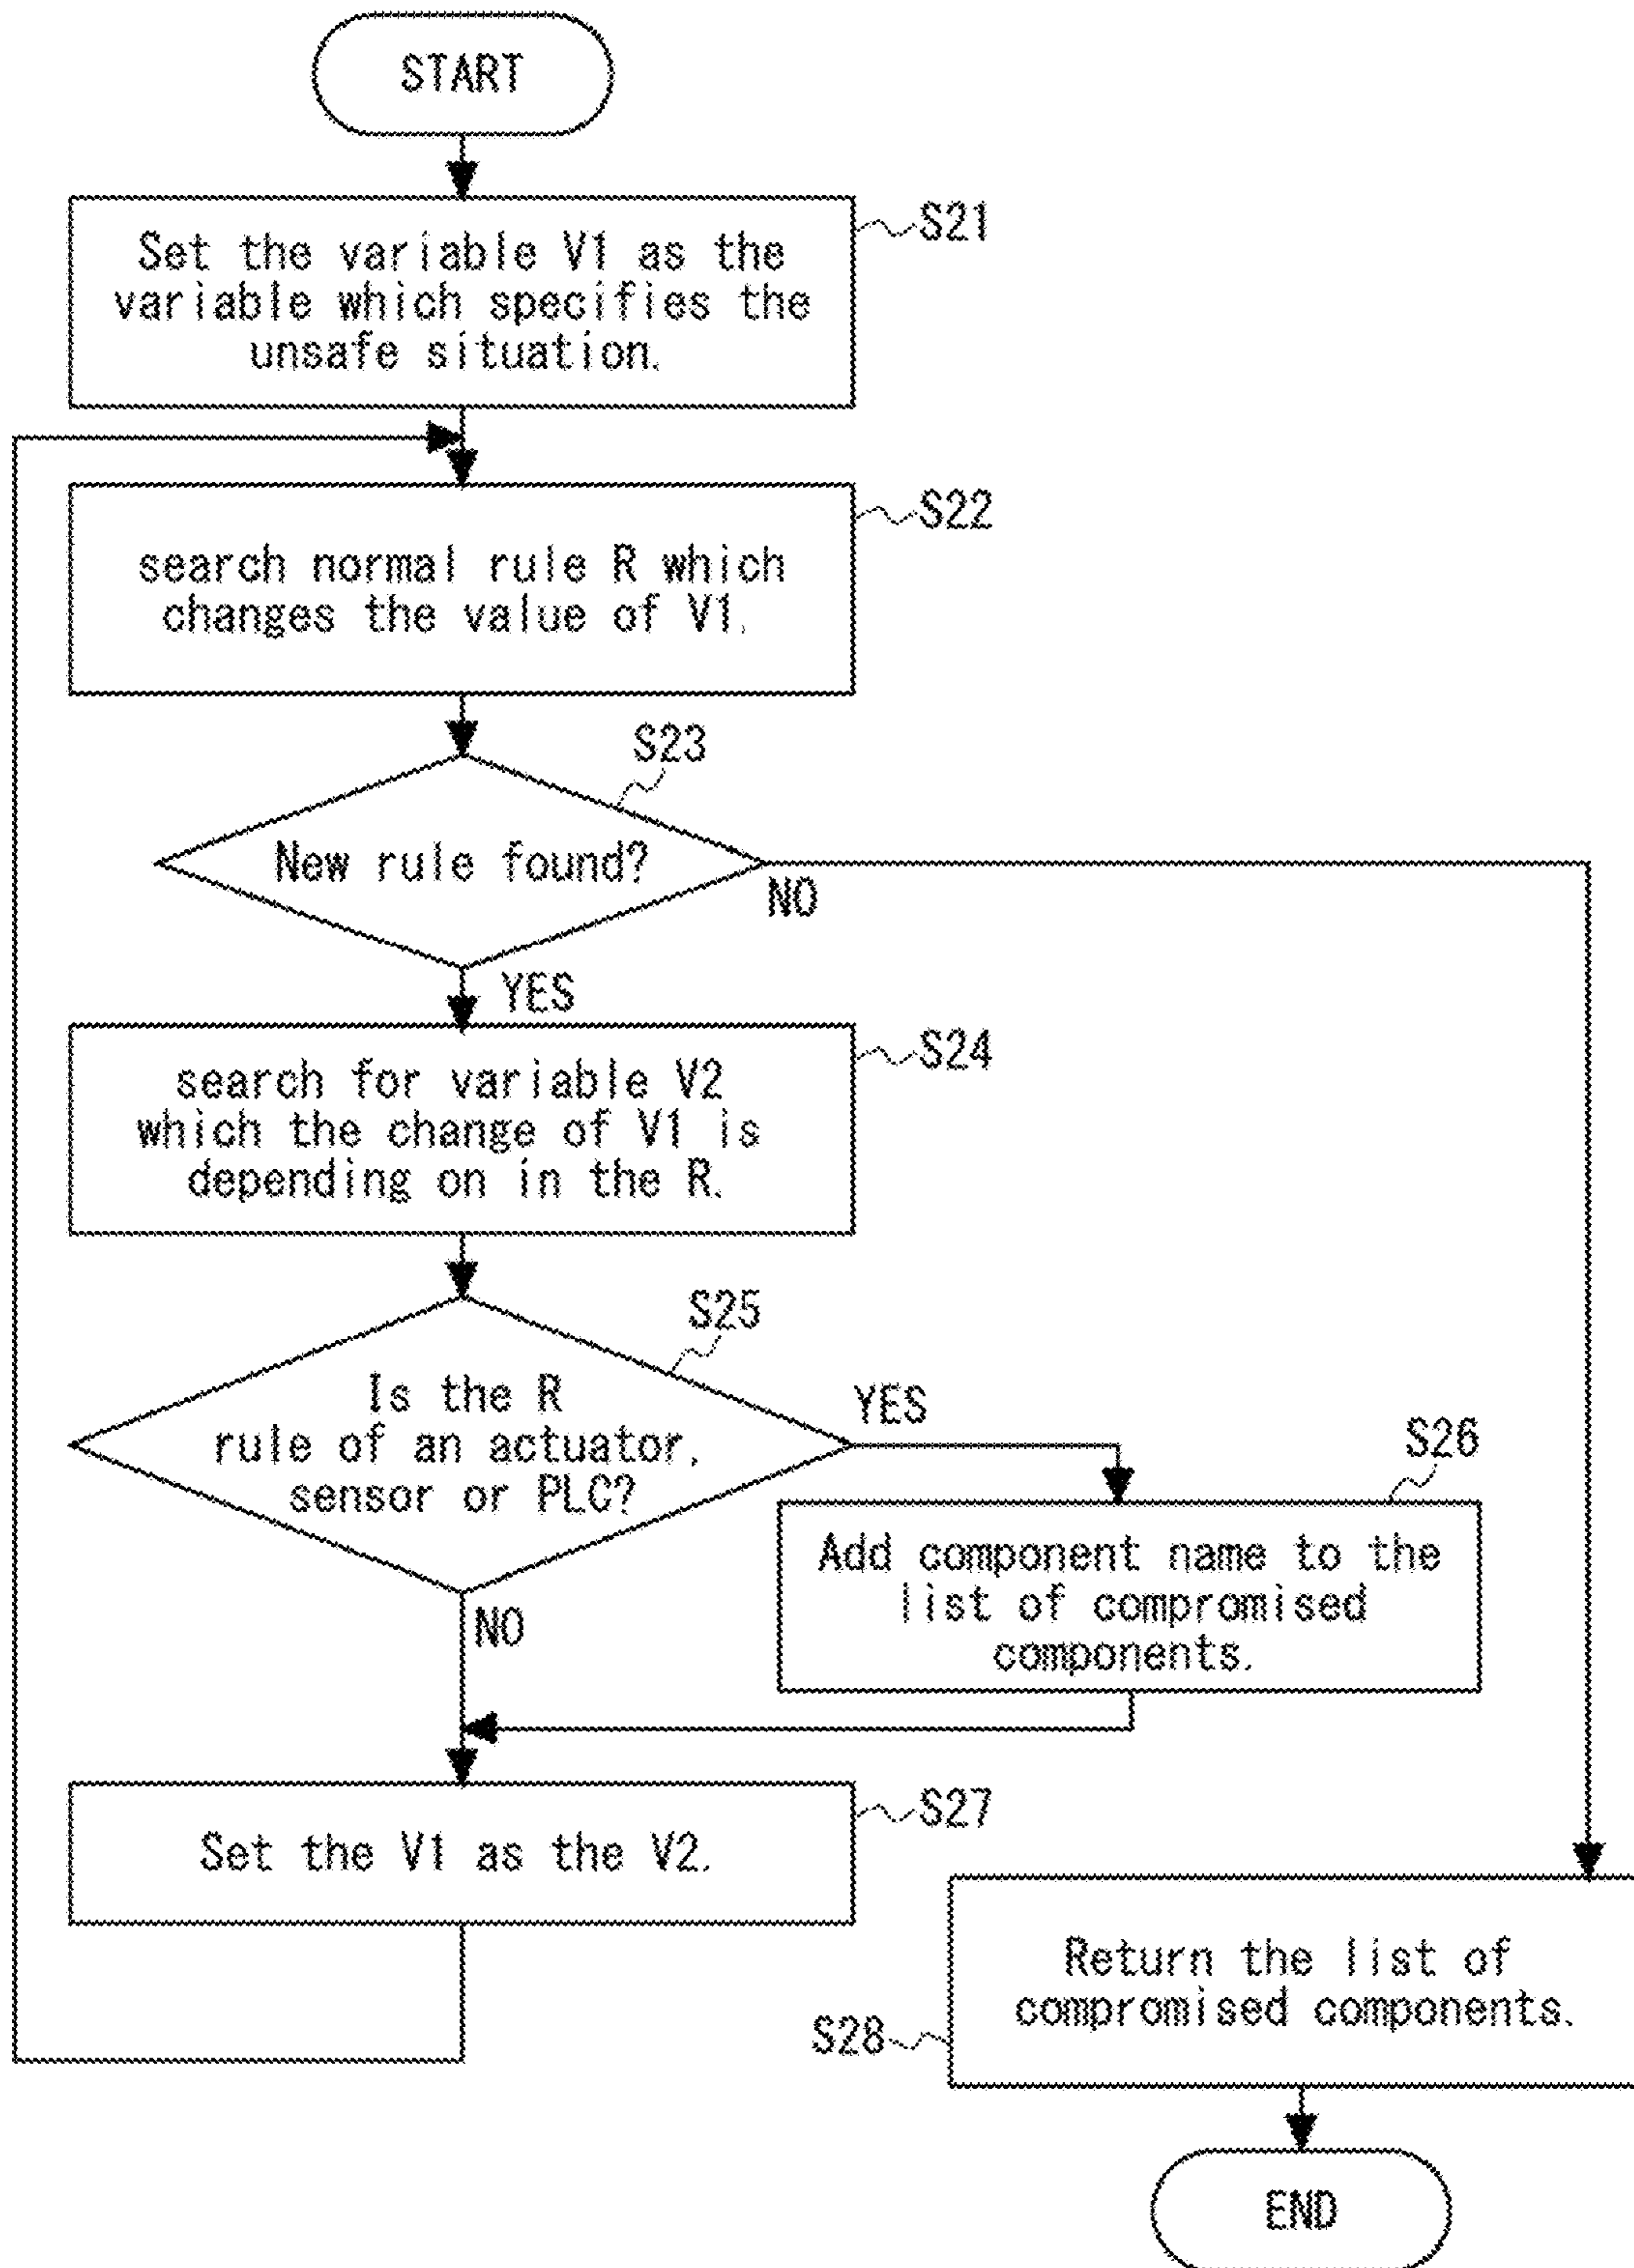 START
S21
Set the variable V1 as the
variable which specifies the
unsafe situation.
S22
search normal rule R which
changes the value of V1.
S23
New rule found?
NO
YES
S24
search for variable V2
which the change of V1 is
depending on in the R.
S25
Is the R
rule of an actuator,
sensor or PLC?
YES
NO
S26
Add component name to the
list of compromised
components.
S27
Set the V1 as the V2.
Return the list of
compromised components.
S28
END